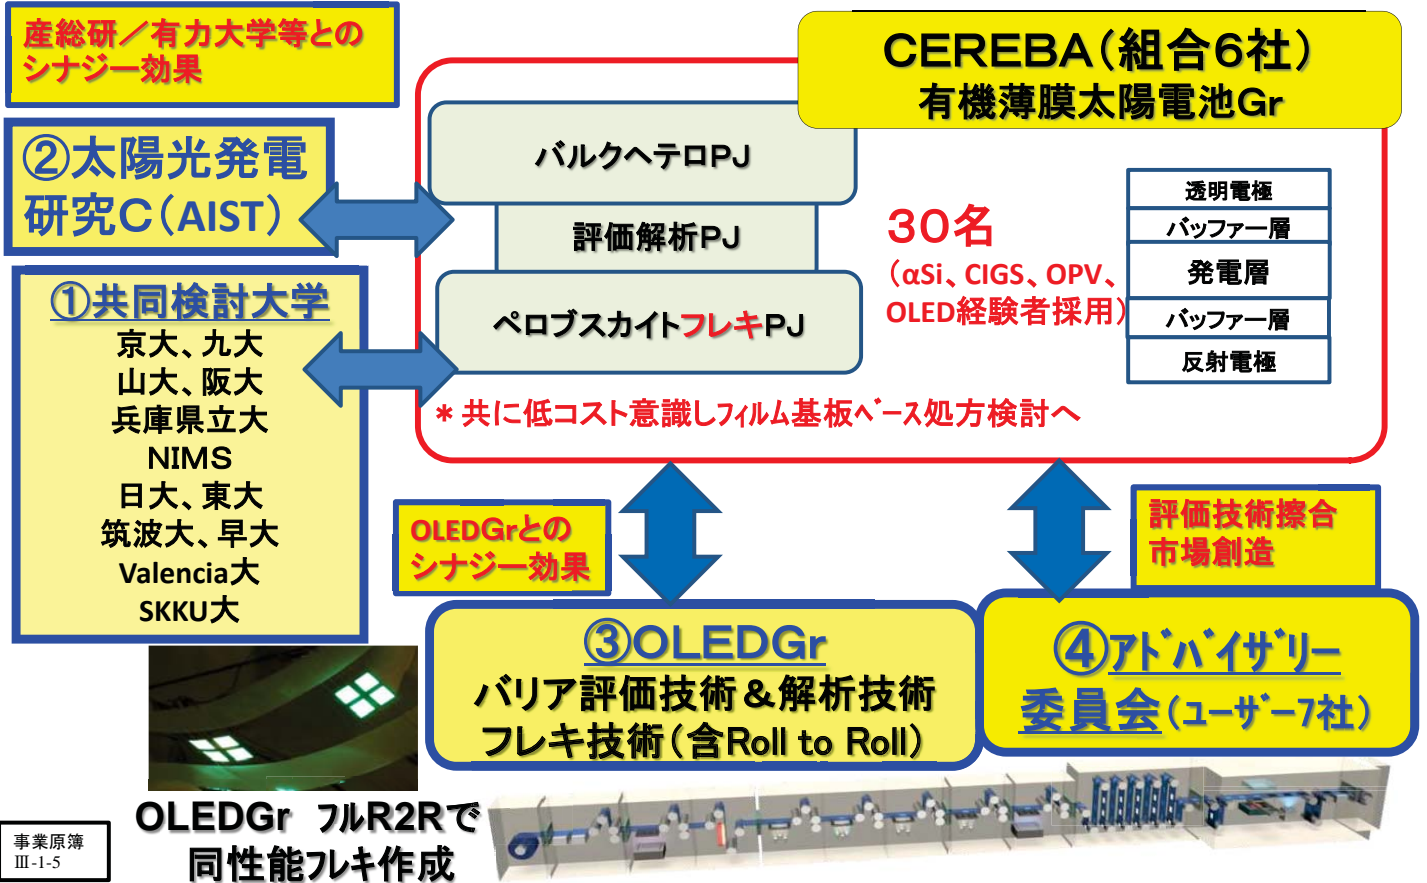 産総研／有力大学等との
シナジー効果
CEREBA（組合６社）
有機薄膜太陽電池Gr
②太陽光発電
研究C（AIST）
バルクヘテロPJ
評価解析PJ
ペロブスカイトフレキPJ
３０名
（αSi、CIGS、OPV、
OLED経験者採用）
透明電極
バッファー層
発電層
バッファー層
反射電極
＊共に低コスト意識しフィルム基板ベース処方検討へ
①共同検討大学
京大、九大
山大、阪大
兵庫県立大
NIMS
日大、東大
筑波大、早大
Valencia大
SKKU大
OLEDGrとの
シナジー効果
評価技術擦合
市場創造
③OLEDGr
バリア評価技術＆解析技術
フレキ技術（含Roll to Roll）
④アドバイザリー
委員会（ユーザー7社）
OLEDGr　フルR2Rで
同性能フレキ作成
事業原簿
Ⅲ-1-5